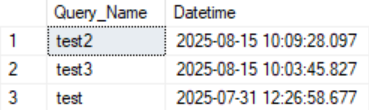 Query_Name Datetime
1 test2 2025-08-15 10:09:28.097
2 test3 2025-08-15 10:03:45.827
3 test 2025-07-31 12:26:58.677